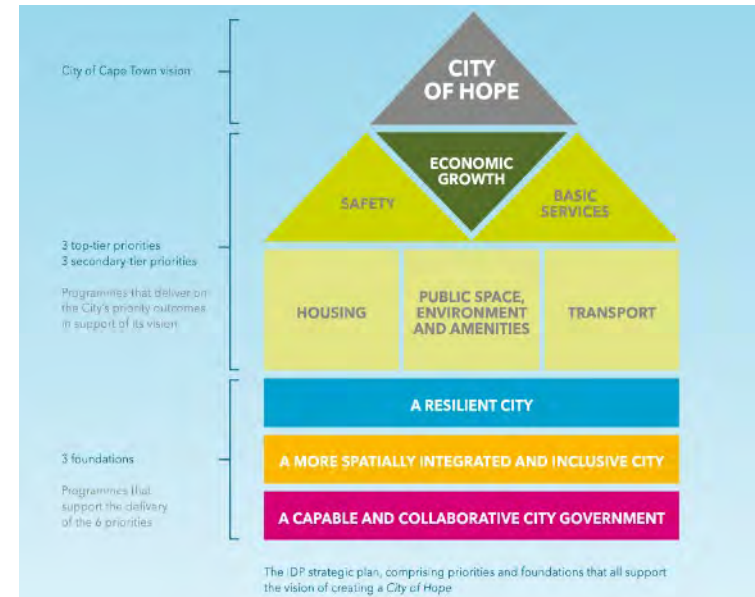 City of Cape Town vision
CITY
OF HOPE
ECONOMIC
GROWTH
SAFETY
BASIC
SERVICES
3 top-tier priorities
3 secondary-tier priorities
Programmes that deliver on
the City's priority outcomes
in support of its vision
HOUSING
PUBLIC SPACE,
ENVIRONMENT
AND AMENITIES
TRANSPORT
A RESILIENT CITY
3 foundations
A MORE SPATIALLY INTEGRATED AND INCLUSIVE CITY
Programmes that
support the delivery
of the 6 priorities
A CAPABLE AND COLLABORATIVE CITY GOVERNMENT
The IDP strategic plan, comprising priorities and foundations that all support
the vision of creating a City of Hope